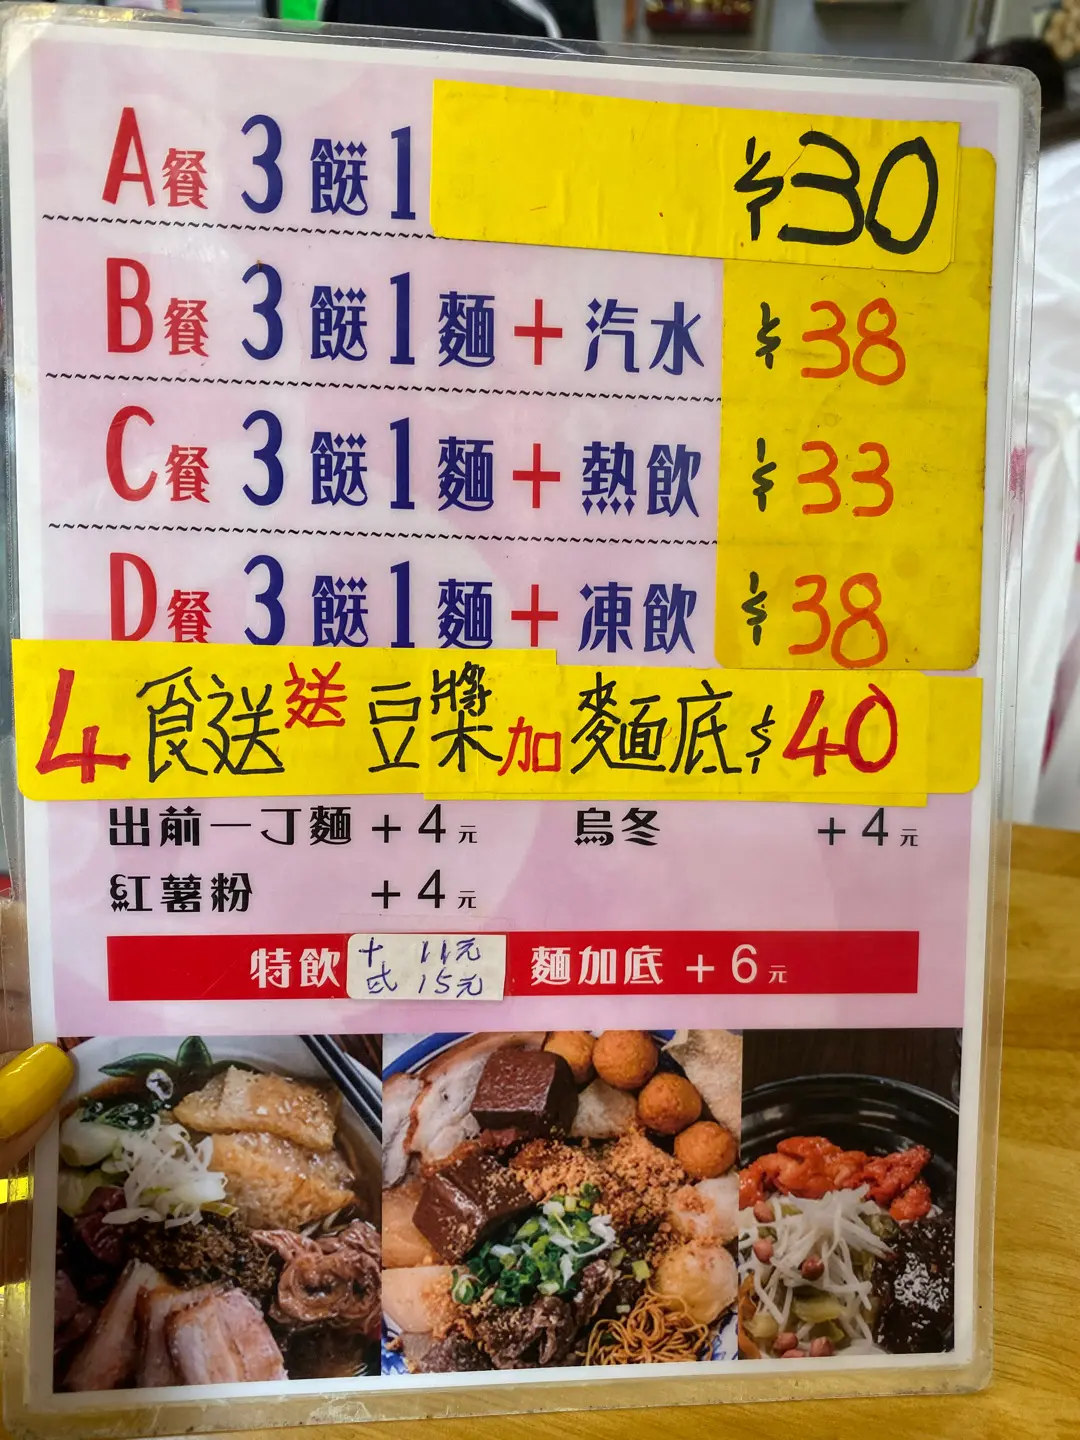 A餐 3餸1 $30
B餐 3餸1麵+汽水 $38
C餐 3餸1麵+熱飲 $33
D餐 3餸1麵+凍飲 $38
4餸送豆漿加麵底$40
出前一丁麵 +4元 烏冬 +4元
紅薯粉 +4元
特飲 十 11元 麵加底 +6元
弍 15元